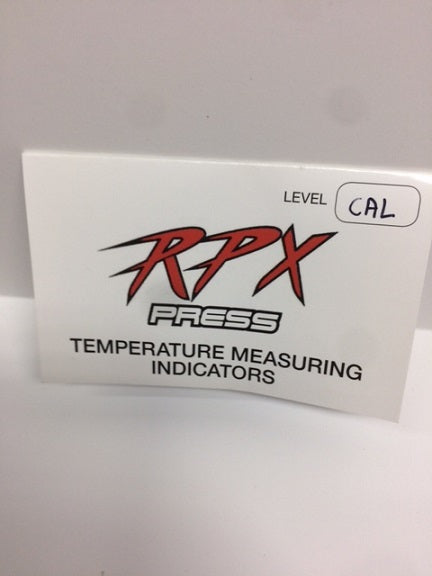 LEVEL CAL
RPX
PRESS
TEMPERATURE MEASURING
INDICATORS